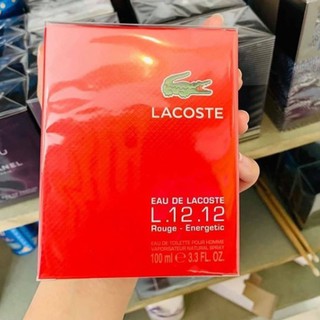 LACOSTE
EAU DE LACOSTE
L.12.12
Rouge - Energetic
EAU DE TOILETTE POUR HOMME
VAPORISATEUR NATURAL SPRAY
100 ml e 3.3 FL. OZ.